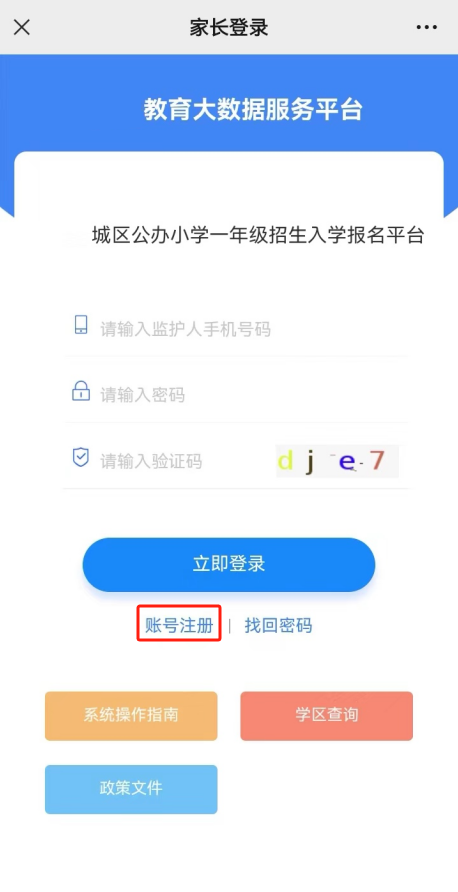 家长登录
教育大数据服务平台
城区公办小学一年级招生入学报名平台
请输入监护人手机号码
请输入密码
请输入验证码 d j e 7
立即登录
账号注册 | 找回密码
系统操作指南 学区查询
政策文件